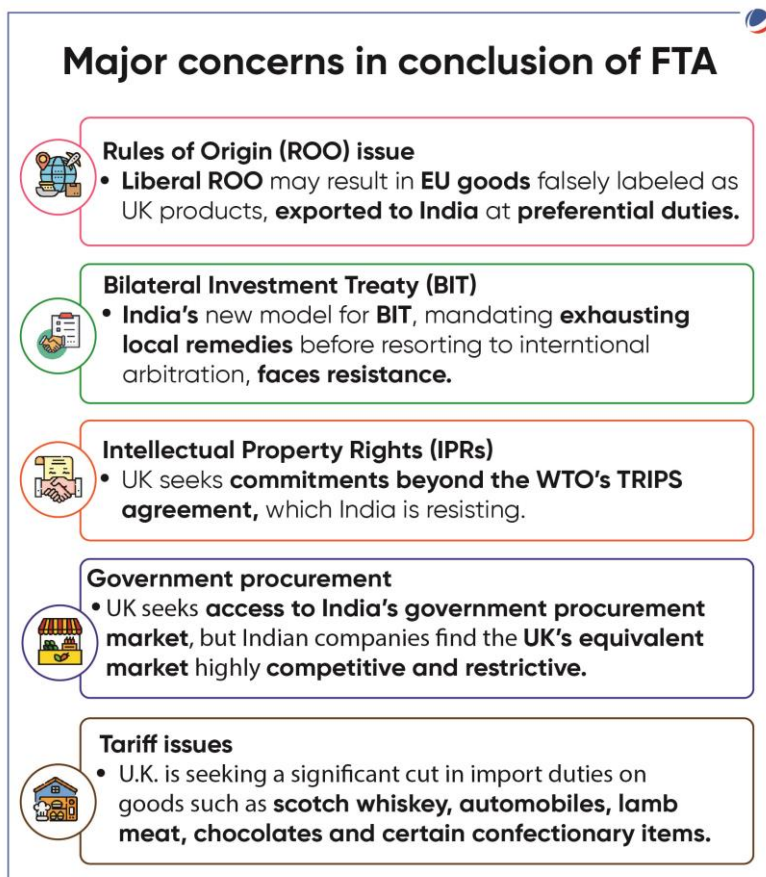 Major concerns in conclusion of FTA
Rules of Origin (ROO) issue
• Liberal ROO may result in EU goods falsely labeled as
UK products, exported to India at preferential duties.
Bilateral Investment Treaty (BIT)
• India's new model for BIT, mandating exhausting
local remedies before resorting to interntional
arbitration, faces resistance.
Intellectual Property Rights (IPRs)
• UK seeks commitments beyond the WTO's TRIPS
agreement, which India is resisting.
Government procurement
• UK seeks access to India's government procurement
market, but Indian companies find the UK's equivalent
market highly competitive and restrictive.
Tariff issues
• U.K. is seeking a significant cut in import duties on
goods such as scotch whiskey, automobiles, lamb
meat, chocolates and certain confectionary items.